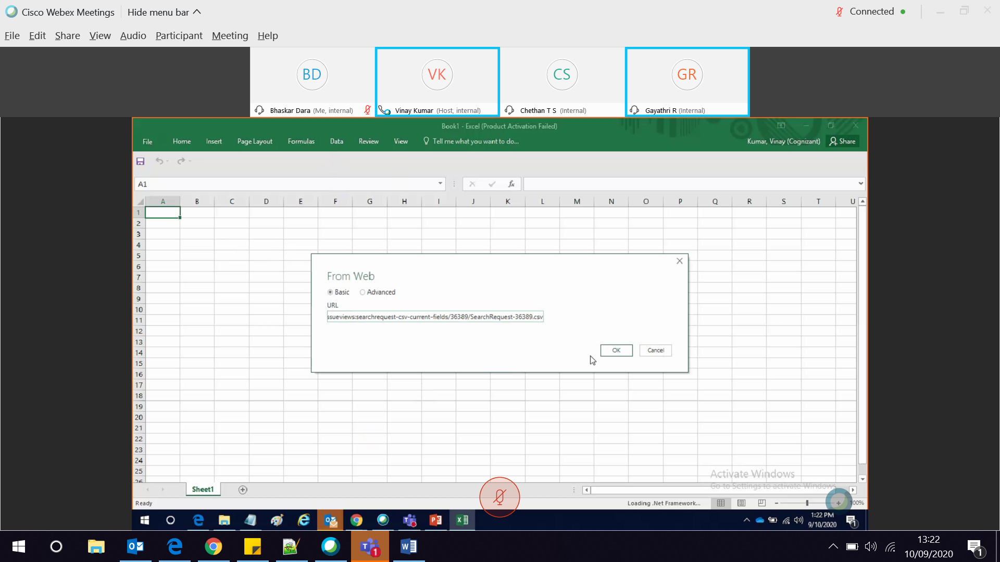 Cisco Webex Meetings Hide menu bar Connected
File Edit Share View Audio Participant Meeting Help
BD VK CS GR
Bhaskar Dara (Me, internal) Vinay Kumar (Host, internal) Chethan T S (Internal) Gayathri R (Internal)
Book1 - Excel (Product Activation Failed)
File Home Insert Page Layout Formulas Data Review View Tell me what you want to do... Kumar, Vinay (Cognizant) Share
A1 fx
A B C D E F G H I J K L M N O P Q R S T U
1
2
3
4
5
6
7
8
9
10
11
12
13
14
15
16
17
18
19
20
21
22
23
24
25
26
From Web
Basic Advanced
URL
ssueviews:searchrequest-csv-current-fields/36389/SearchRequest-36389.csv
OK Cancel
Activate Windows
Go to Settings to activate Windows.
Sheet1
Ready Loading .Net Framework... 100%
1:22 PM
9/10/2020
1
13:22
10/09/2020
1
1